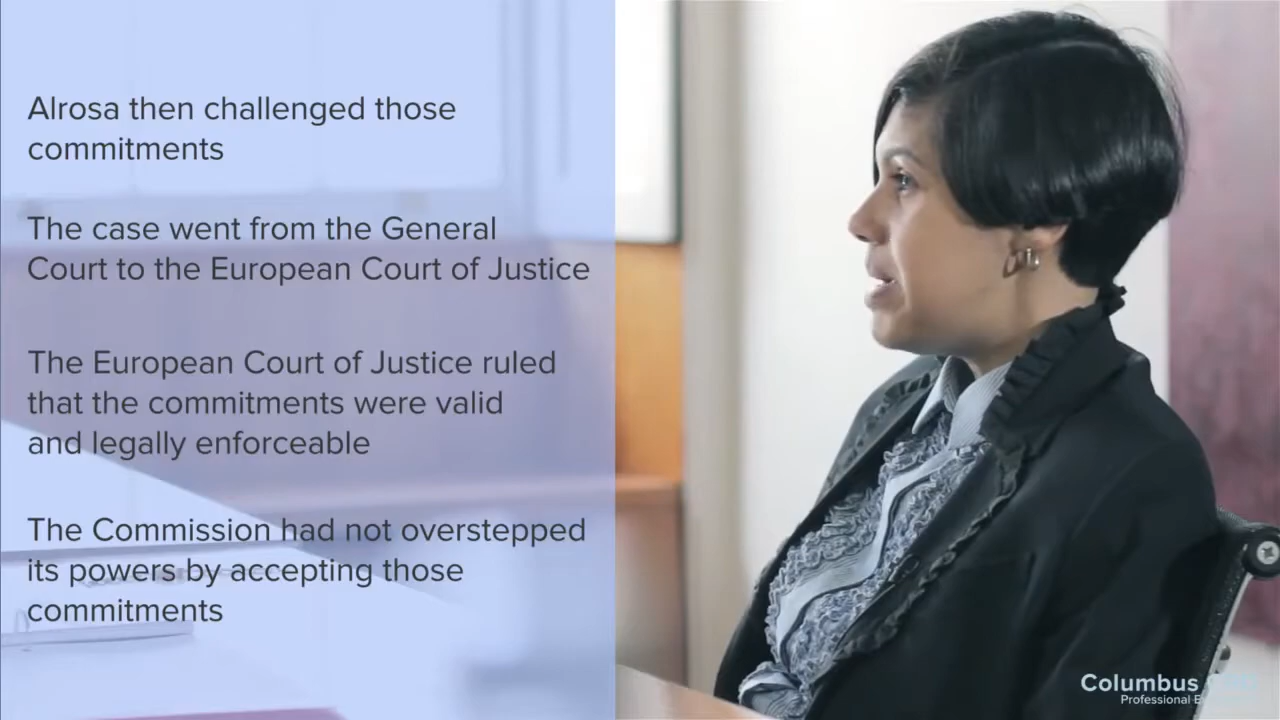 Alrosa then challenged those
commitments
The case went from the General
Court to the European Court of Justice
The European Court of Justice ruled
that the commitments were valid
and legally enforceable
The Commission had not overstepped
its powers by accepting those
commitments
Columbus
Professional